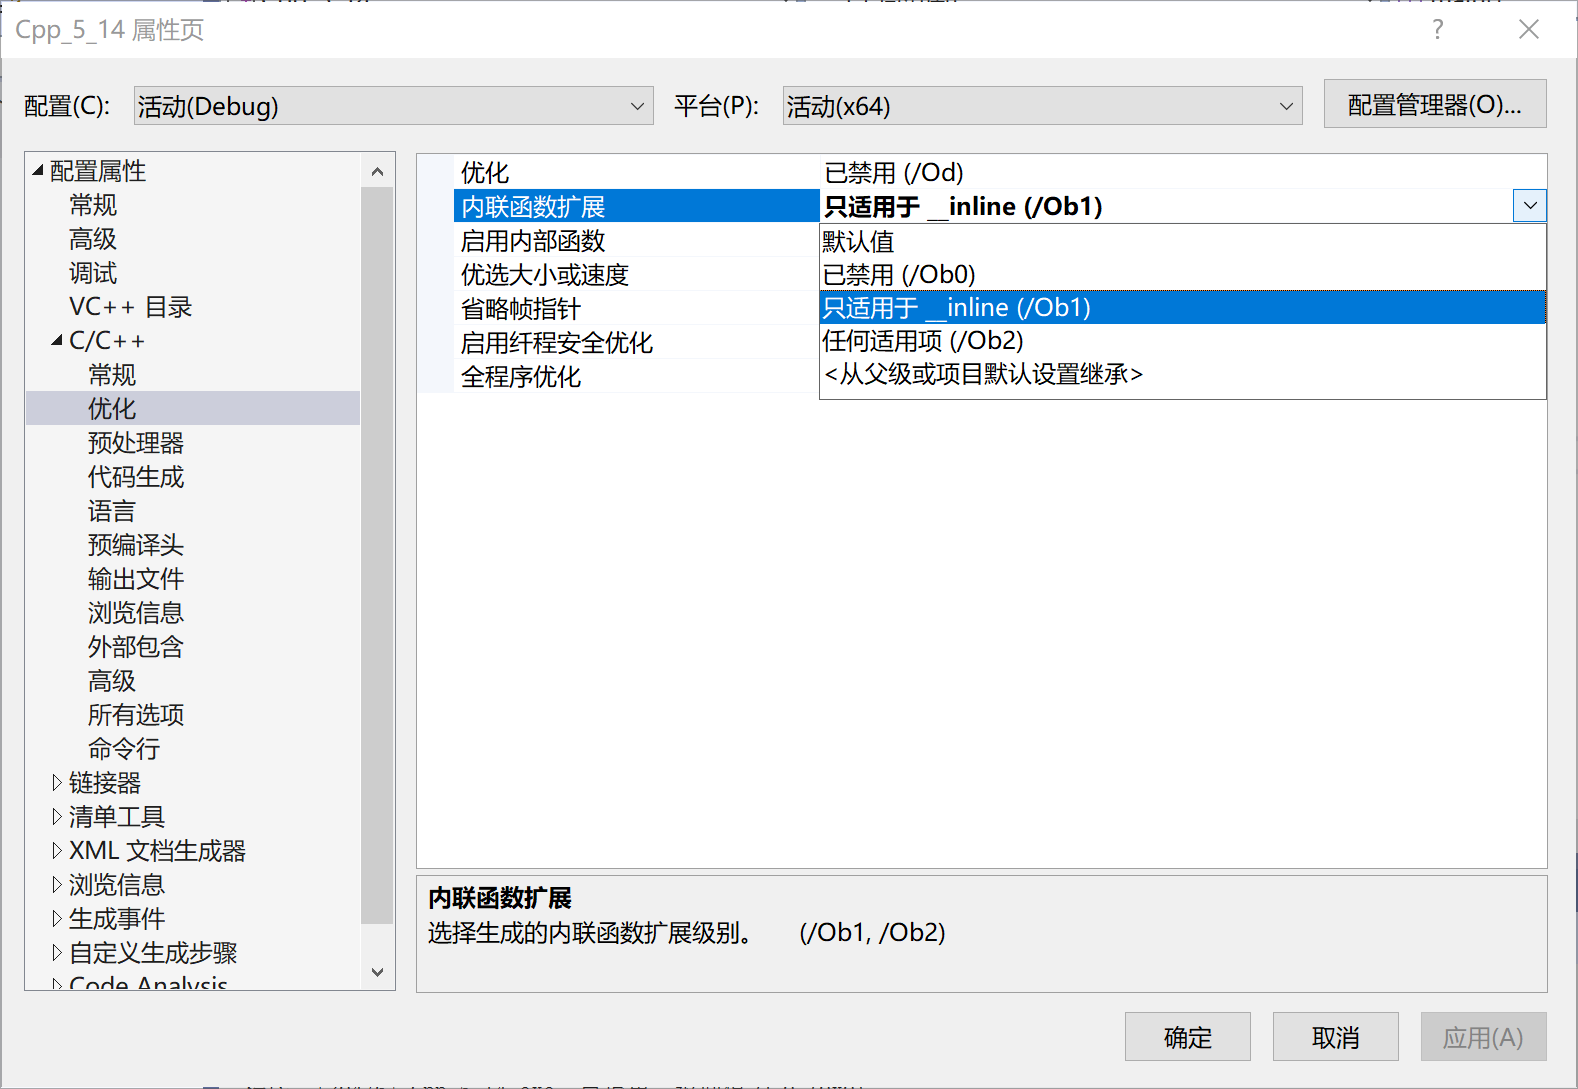 Cpp_5_14 属性页
?
配置(C):
活动(Debug)
平台(P):
活动(x64)
配置管理器(O)...
配置属性
常规
高级
调试
VC++ 目录
C/C++
常规
优化
预处理器
代码生成
语言
预编译头
输出文件
浏览信息
外部包含
高级
所有选项
命令行
链接器
清单工具
XML 文档生成器
浏览信息
生成事件
自定义生成步骤
Code Analysis
优化
已禁用 (/Od)
内联函数扩展
只适用于 __inline (/Ob1)
启用内部函数
优选大小或速度
省略帧指针
启用纤程安全优化
全程序优化
默认值
已禁用 (/Ob0)
只适用于 __inline (/Ob1)
任何适用项 (/Ob2)
<从父级或项目默认设置继承>
内联函数扩展
选择生成的内联函数扩展级别。 (/Ob1, /Ob2)
确定
取消
应用(A)